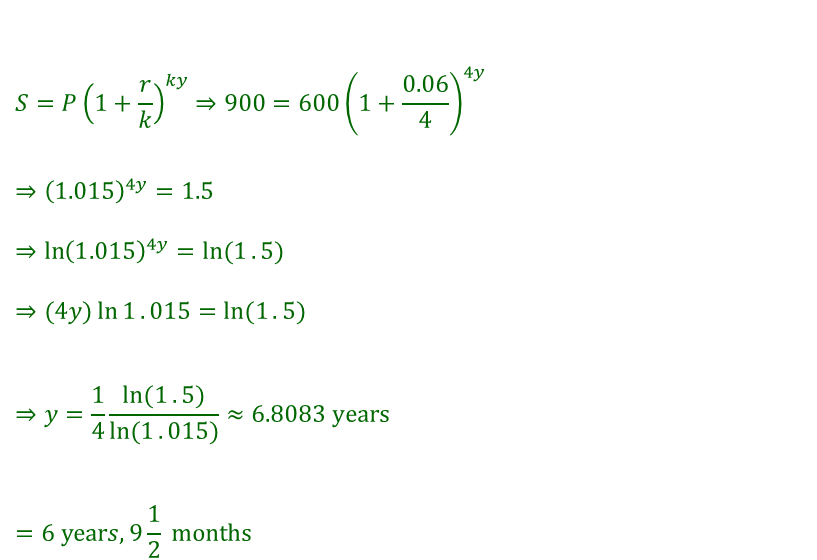 S = P(1 + r/k)^{ky} ⇒ 900 = 600(1 + 0.06/4)^{4y}
⇒ (1.015)^{4y} = 1.5
⇒ ln(1.015)^{4y} = ln(1.5)
⇒ (4y) ln 1.015 = ln(1.5)
⇒ y = 1/4 ln(1.5)/ln(1.015) ≈ 6.8083 years
= 6 years, 9 1/2 months